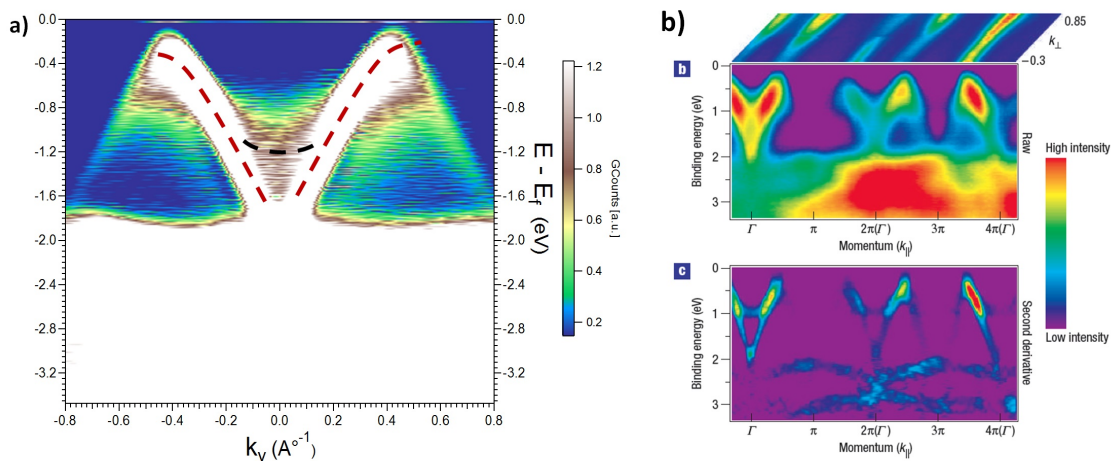 a)
0.0
-0.4
-0.8
-1.2
-1.6
-2.0
-2.4
-2.8
-3.2
0.0
-0.4
-0.8
-1.2
-1.6
-2.0
-2.4
-2.8
-3.2
E - E_f (eV)
-0.8 -0.6 -0.4 -0.2 0.0 0.2 0.4 0.6 0.8
k_y (A°⁻¹)
1.2
1.0
0.8
0.6
0.4
0.2
GCounts [a.u.]
b)
0.85
k⊥
−0.3
b
Binding energy (eV)
0
1
2
3
Raw
Γ π 2π(Γ) 3π 4π(Γ)
Momentum (k||)
c
Binding energy (eV)
0
1
2
3
Second derivative
Γ π 2π(Γ) 3π 4π(Γ)
Momentum (k||)
High intensity
Low intensity